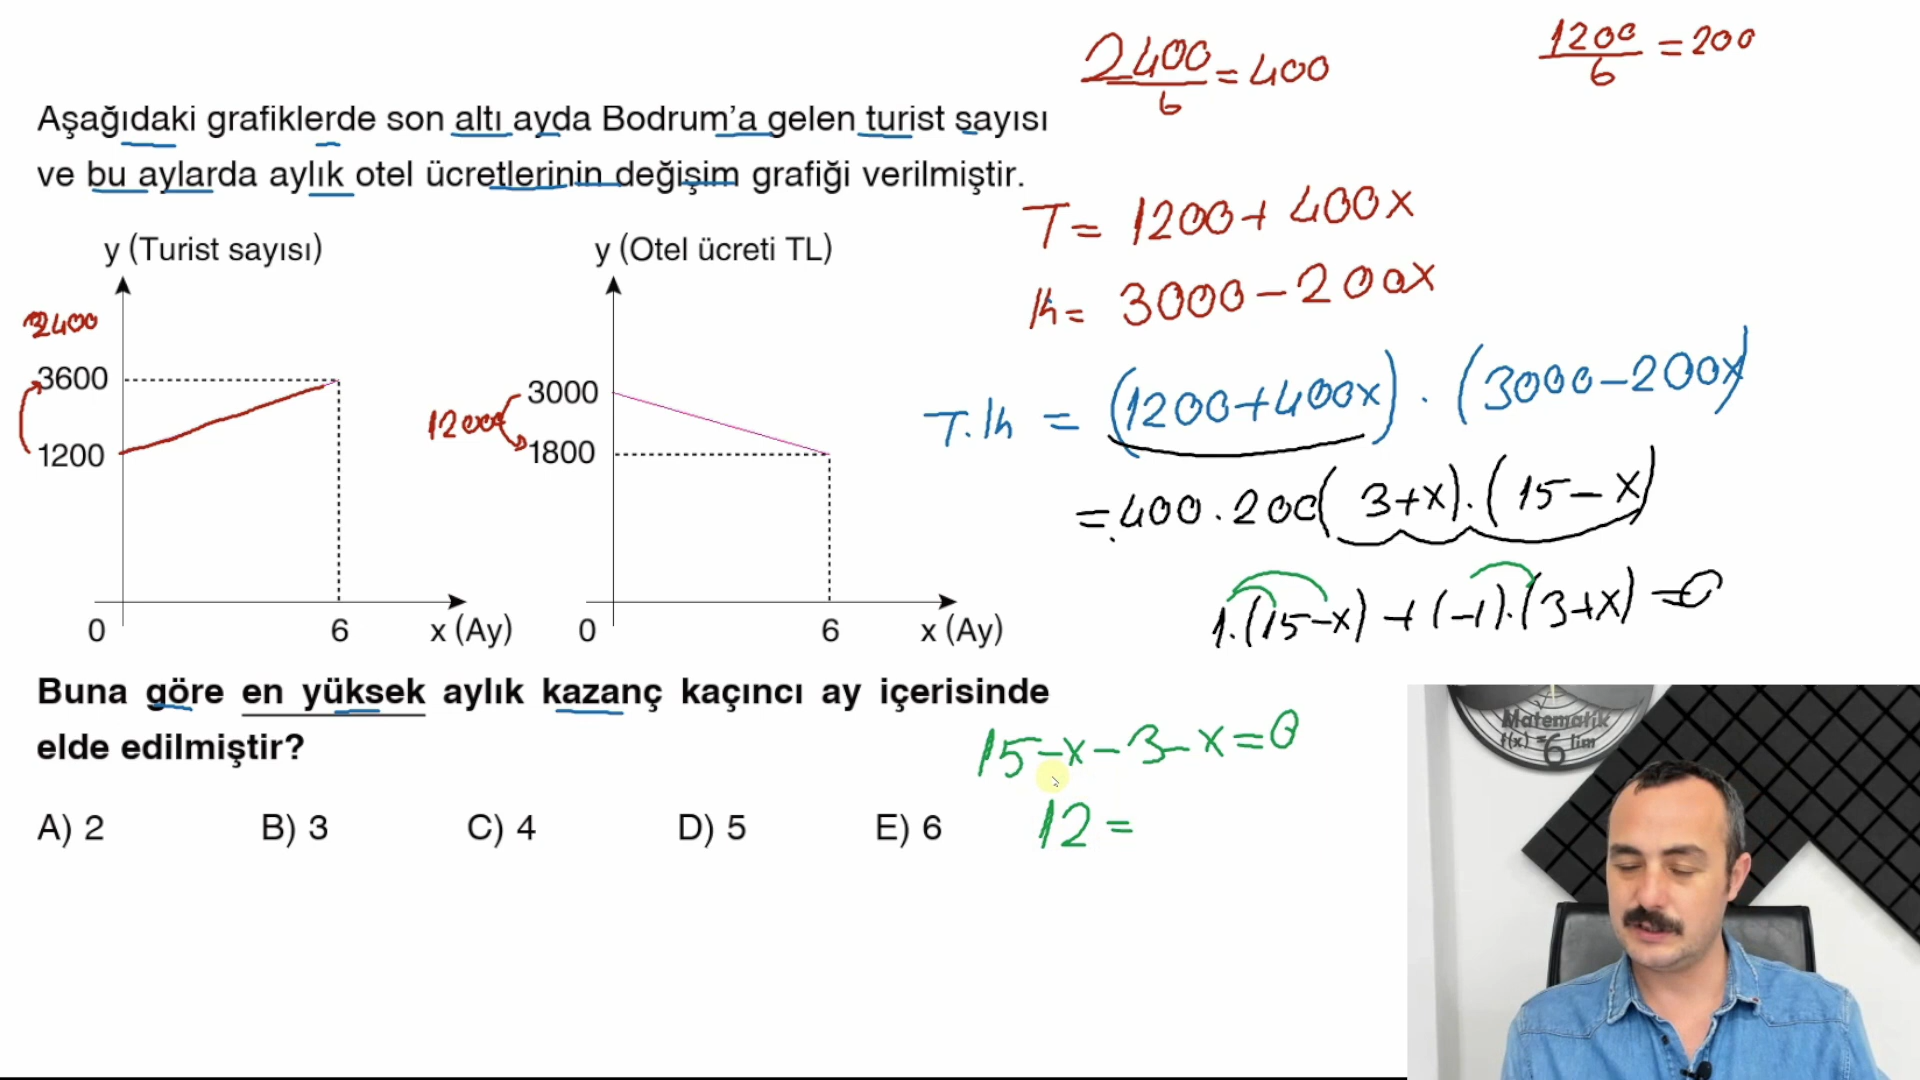 2400/6 = 400
1200/6 = 200
Aşağıdaki grafiklerde son altı ayda Bodrum’a gelen turist sayısı
ve bu aylarda aylık otel ücretlerinin değişim grafiği verilmiştir.
T = 1200 + 400x
h = 3000 - 200x
T.h = (1200+400x) . (3000-200x)
= 400.200(3+x).(15-x)
1.(15-x)+(-1).(3+x)=0
y (Turist sayısı)
2400
3600
1200
0
6
x (Ay)
y (Otel ücreti TL)
3000
1200
1800
0
6
x (Ay)
Buna göre en yüksek aylık kazanç kaçıncı ay içerisinde
elde edilmiştir?
A) 2 B) 3 C) 4 D) 5 E) 6
15-x-3-x=0
12=
Matematik
f(x) = 6 lim